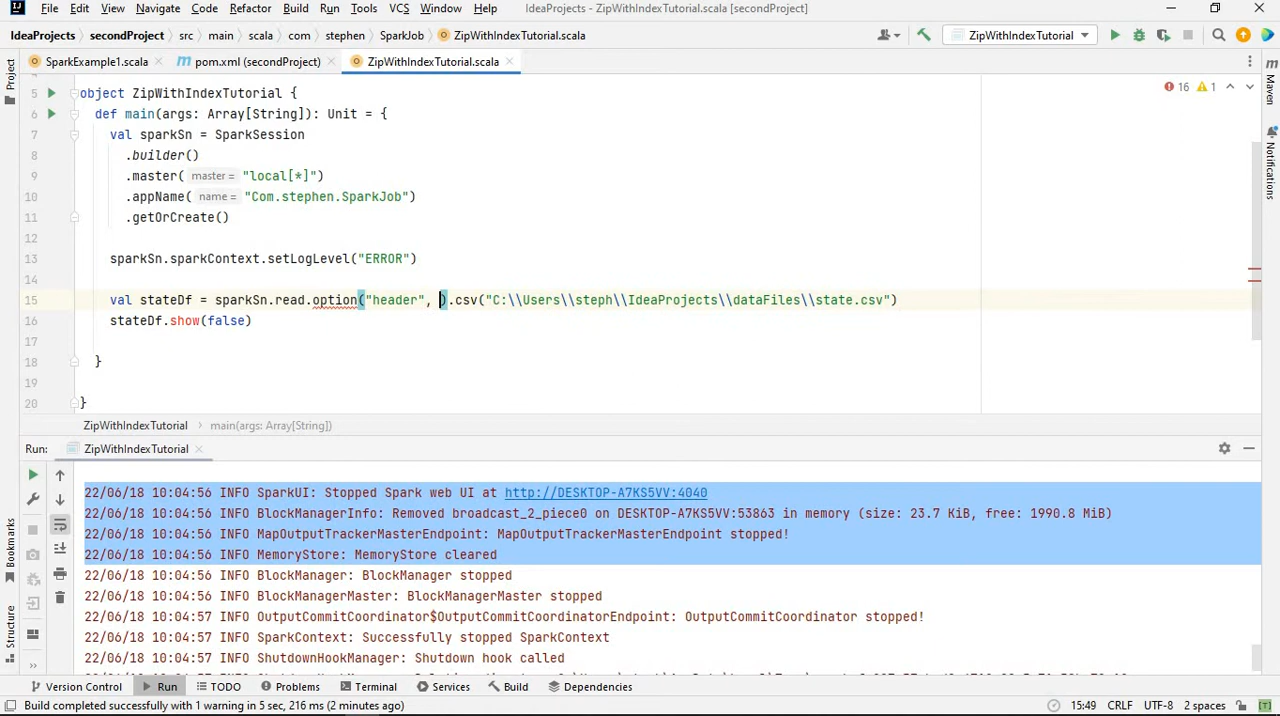 File Edit View Navigate Code Refactor Build Run Tools VCS Window Help IdeaProjects - ZipWithIndexTutorial.scala [secondProject]
IdeaProjects secondProject src main scala com stephen SparkJob ZipWithIndexTutorial.scala ZipWithIndexTutorial
SparkExample1.scala pom.xml (secondProject) ZipWithIndexTutorial.scala
Project
Maven
Notifications
16 1
5 object ZipWithIndexTutorial {
6 def main(args: Array[String]): Unit = {
7 val sparkSn = SparkSession
8 .builder()
9 .master( master = "local[*]")
10 .appName( name = "Com.stephen.SparkJob")
11 .getOrCreate()
12
13 sparkSn.sparkContext.setLogLevel("ERROR")
14
15 val stateDf = sparkSn.read.option("header", ).csv("C:\\Users\\steph\\IdeaProjects\\dataFiles\\state.csv")
16 stateDf.show(false)
17
18 }
19
20 }
ZipWithIndexTutorial main(args: Array[String])
Run: ZipWithIndexTutorial
22/06/18 10:04:56 INFO SparkUI: Stopped Spark web UI at http://DESKTOP-A7KS5VV:4040
22/06/18 10:04:56 INFO BlockManagerInfo: Removed broadcast_2_piece0 on DESKTOP-A7KS5VV:53863 in memory (size: 23.7 KiB, free: 1990.8 MiB)
22/06/18 10:04:56 INFO MapOutputTrackerMasterEndpoint: MapOutputTrackerMasterEndpoint stopped!
22/06/18 10:04:56 INFO MemoryStore: MemoryStore cleared
22/06/18 10:04:56 INFO BlockManager: BlockManager stopped
22/06/18 10:04:56 INFO BlockManagerMaster: BlockManagerMaster stopped
22/06/18 10:04:57 INFO OutputCommitCoordinator$OutputCommitCoordinatorEndpoint: OutputCommitCoordinator stopped!
22/06/18 10:04:57 INFO SparkContext: Successfully stopped SparkContext
22/06/18 10:04:57 INFO ShutdownHookManager: Shutdown hook called
Bookmarks
Structure
Version Control Run TODO Problems Terminal Services Build Dependencies
Build completed successfully with 1 warning in 5 sec, 216 ms (2 minutes ago) 15:49 CRLF UTF-8 2 spaces